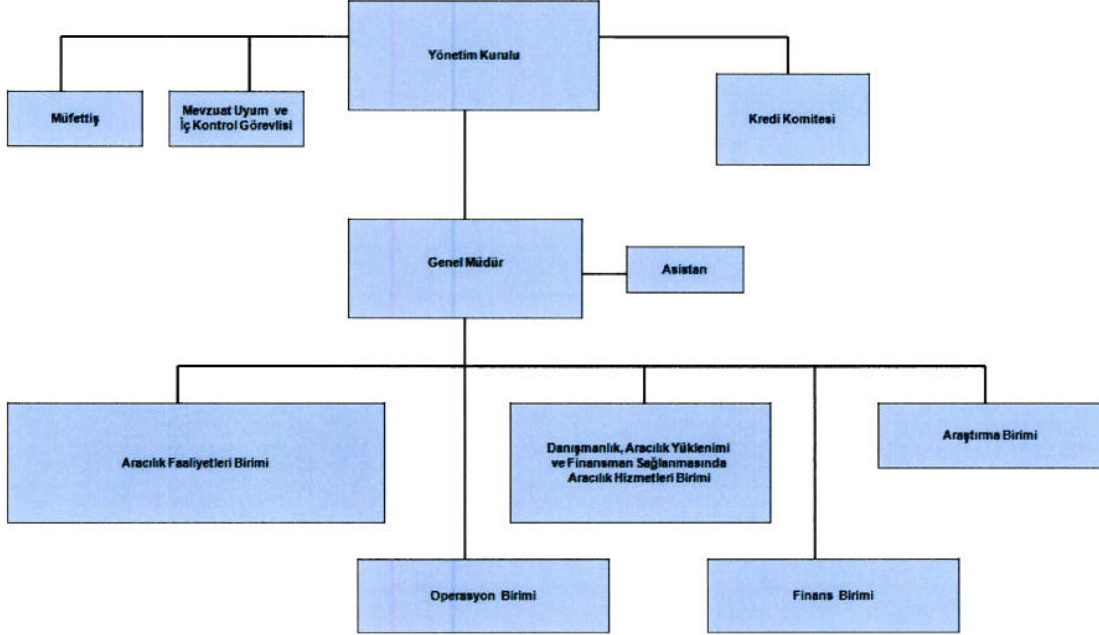 Yönetim Kurulu
Müfettiş
Mevzuat Uyum ve
İç Kontrol Görevlisi
Kredi Komitesi
Genel Müdür
Asistan
Aracılık Faaliyetleri Birimi
Danışmanlık, Aracılık Yüklenimi
ve Finansman Sağlanmasında
Aracılık Hizmetleri Birimi
Araştırma Birimi
Operasyon Birimi
Finans Birimi